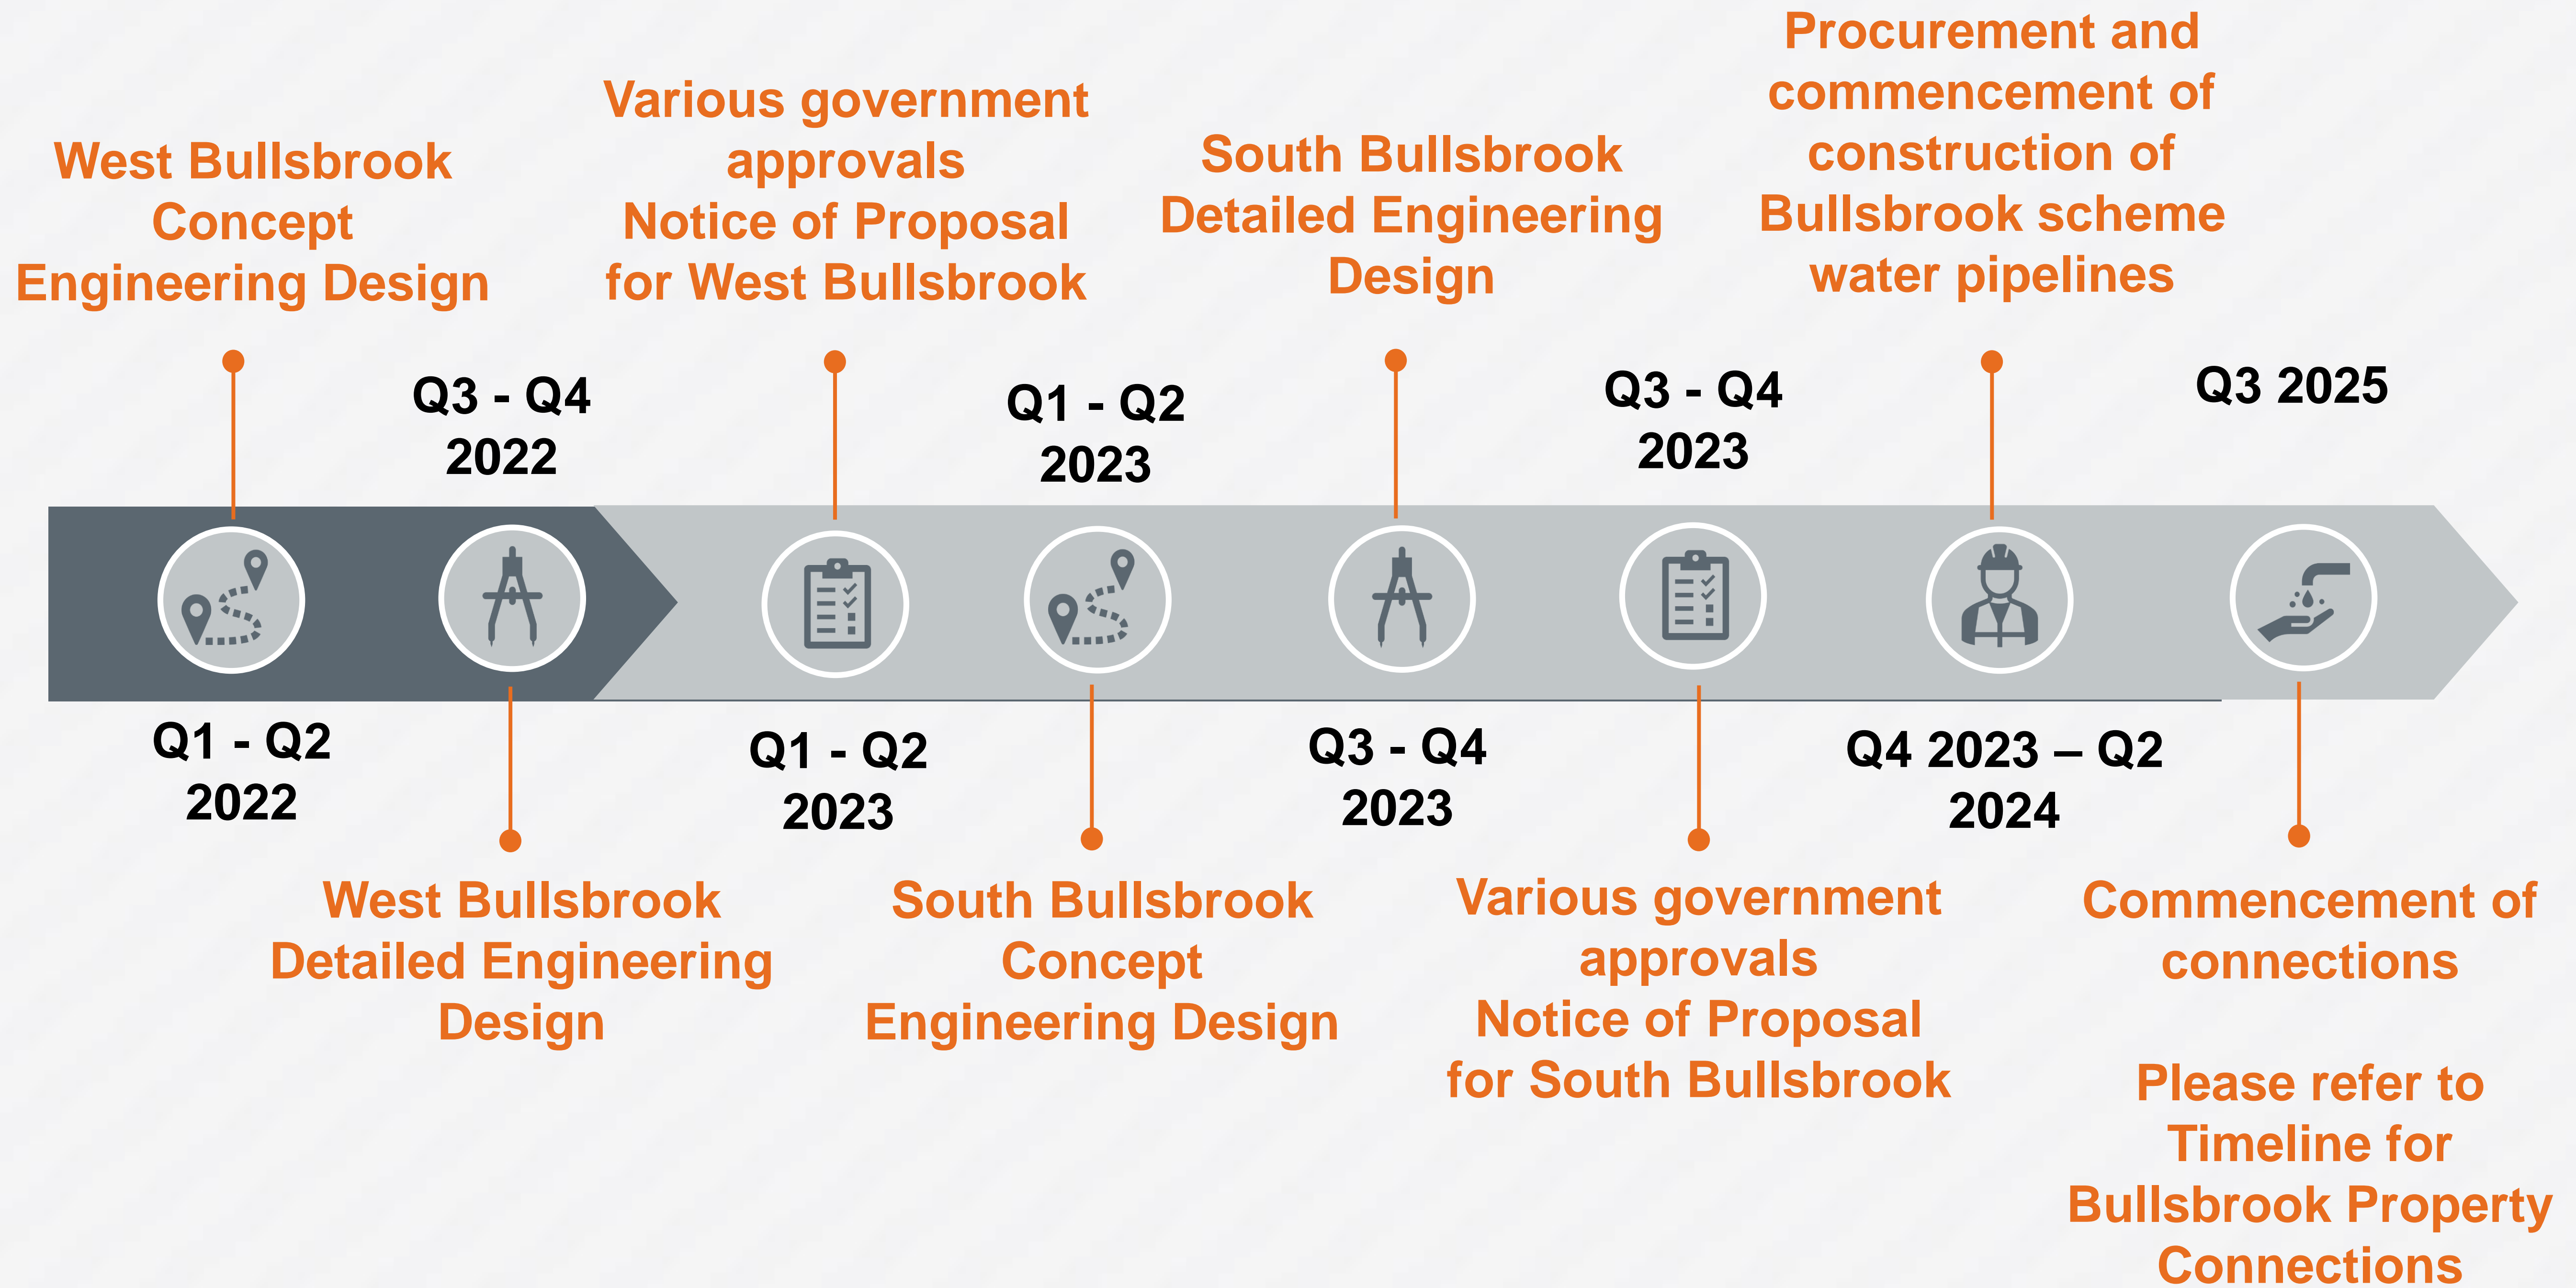 West Bullsbrook
Concept
Engineering Design
Q1 - Q2
2022
Q3 - Q4
2022
West Bullsbrook
Detailed Engineering
Design
Various government
approvals
Notice of Proposal
for West Bullsbrook
Q1 - Q2
2023
Q1 - Q2
2023
South Bullsbrook
Concept
Engineering Design
South Bullsbrook
Detailed Engineering
Design
Q3 - Q4
2023
Q3 - Q4
2023
Various government
approvals
Notice of Proposal
for South Bullsbrook
Procurement and
commencement of
construction of
Bullsbrook scheme
water pipelines
Q4 2023 – Q2
2024
Q3 2025
Commencement of
connections
Please refer to
Timeline for
Bullsbrook Property
Connections